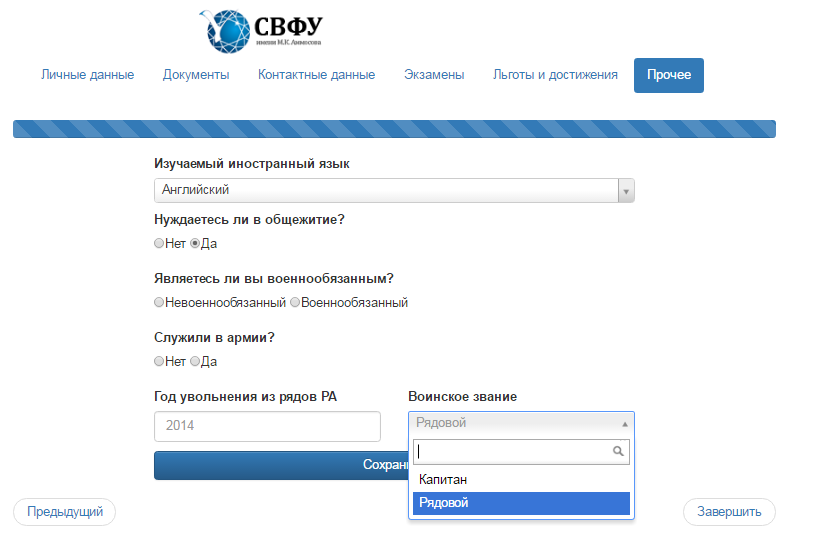 СВФУ
имени М.К. Аммосова
Личные данные Документы Контактные данные Экзамены Льготы и достижения Прочее
Изучаемый иностранный язык
Английский
Нуждаетесь ли в общежитие?
Нет Да
Являетесь ли вы военнообязанным?
Невоеннообязанный Военнообязанный
Служили в армии?
Нет Да
Год увольнения из рядов РА Воинское звание
2014 Рядовой
Сохрани
Капитан
Рядовой
Предыдущий Завершить